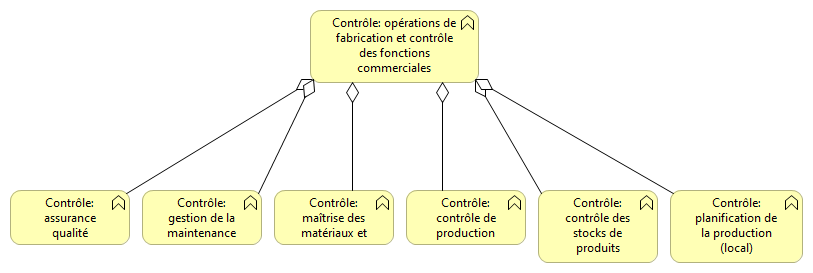 Contrôle: opérations de
fabrication et contrôle
des fonctions
commerciales
Contrôle:
assurance
qualité
Contrôle:
gestion de la
maintenance
Contrôle:
maîtrise des
matériaux et
Contrôle:
contrôle de
production
Contrôle:
contrôle des
stocks de
produits
Contrôle:
planification de
la production
(local)